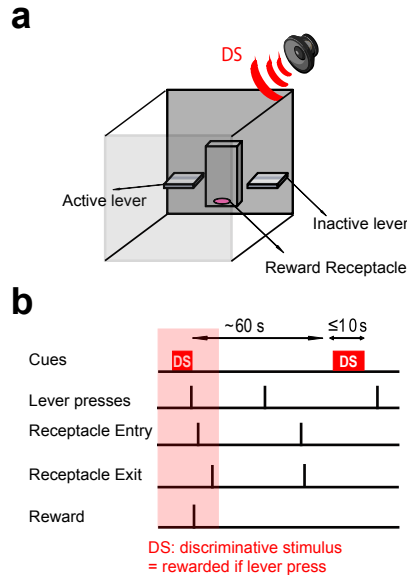 a
DS
Active lever
Inactive lever
Reward Receptacle
b
~60 s
≤10 s
Cues
DS
DS
Lever presses
Receptacle Entry
Receptacle Exit
Reward
DS: discriminative stimulus
= rewarded if lever press